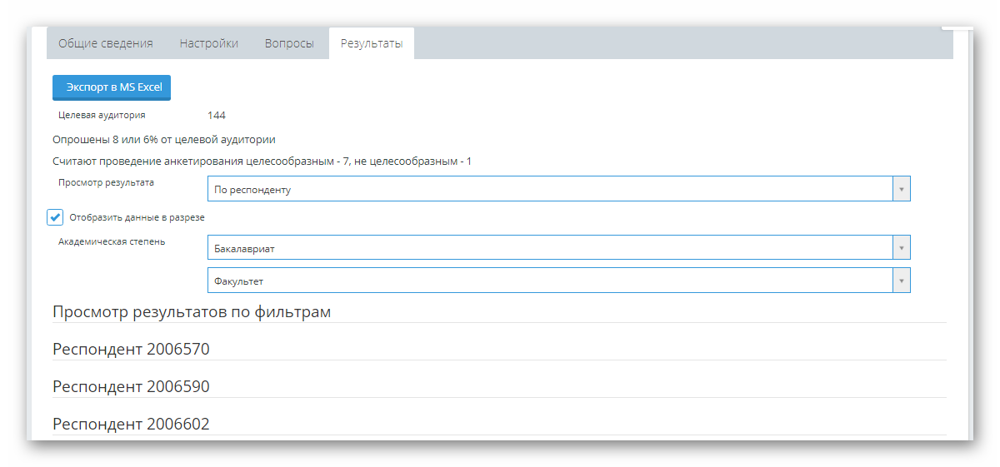 Общие сведения Настройки Вопросы Результаты
Экспорт в MS Excel
Целевая аудитория 144
Опрошены 8 или 6% от целевой аудитории
Считают проведение анкетирования целесообразным - 7, не целесообразным - 1
Просмотр результата По респонденту
Отобразить данные в разрезе
Академическая степень Бакалавриат
Факультет
Просмотр результатов по фильтрам
Респондент 2006570
Респондент 2006590
Респондент 2006602